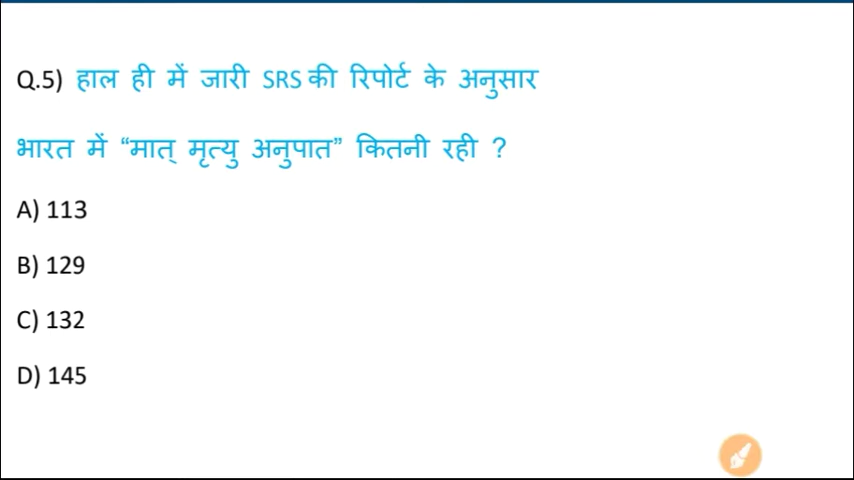 Q.5) हाल ही में जारी SRS की रिपोर्ट के अनुसार
भारत में “मात् मृत्यु अनुपात” कितनी रही ?
A) 113
B) 129
C) 132
D) 145